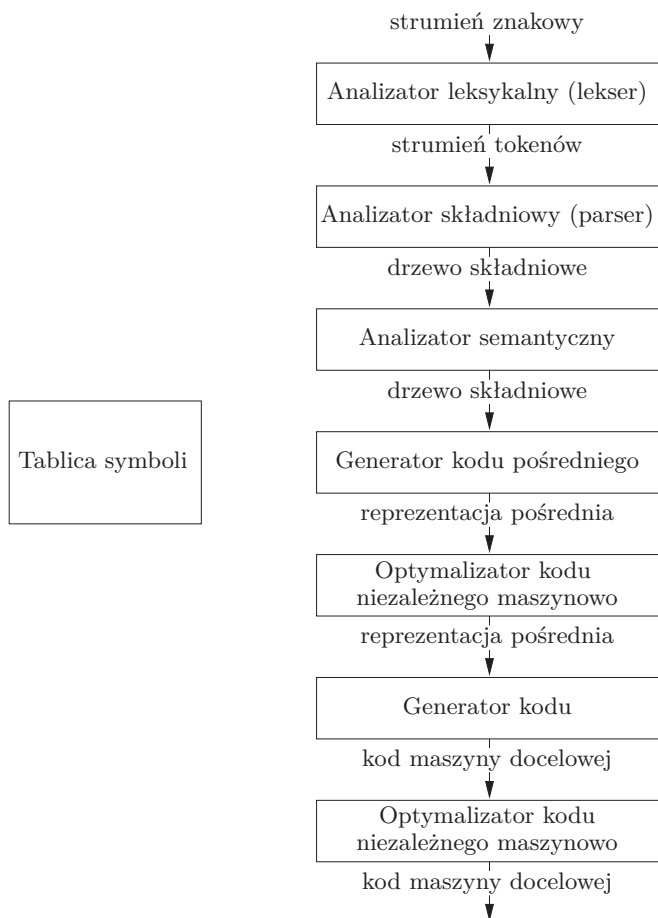 strumień znakowy
Analizator leksykalny (lekser)
strumień tokenów
Analizator składniowy (parser)
drzewo składniowe
Analizator semantyczny
drzewo składniowe
Tablica symboli
Generator kodu pośredniego
reprezentacja pośrednia
Optymalizator kodu
niezależnego maszynowo
reprezentacja pośrednia
Generator kodu
kod maszyny docelowej
Optymalizator kodu
niezależnego maszynowo
kod maszyny docelowej